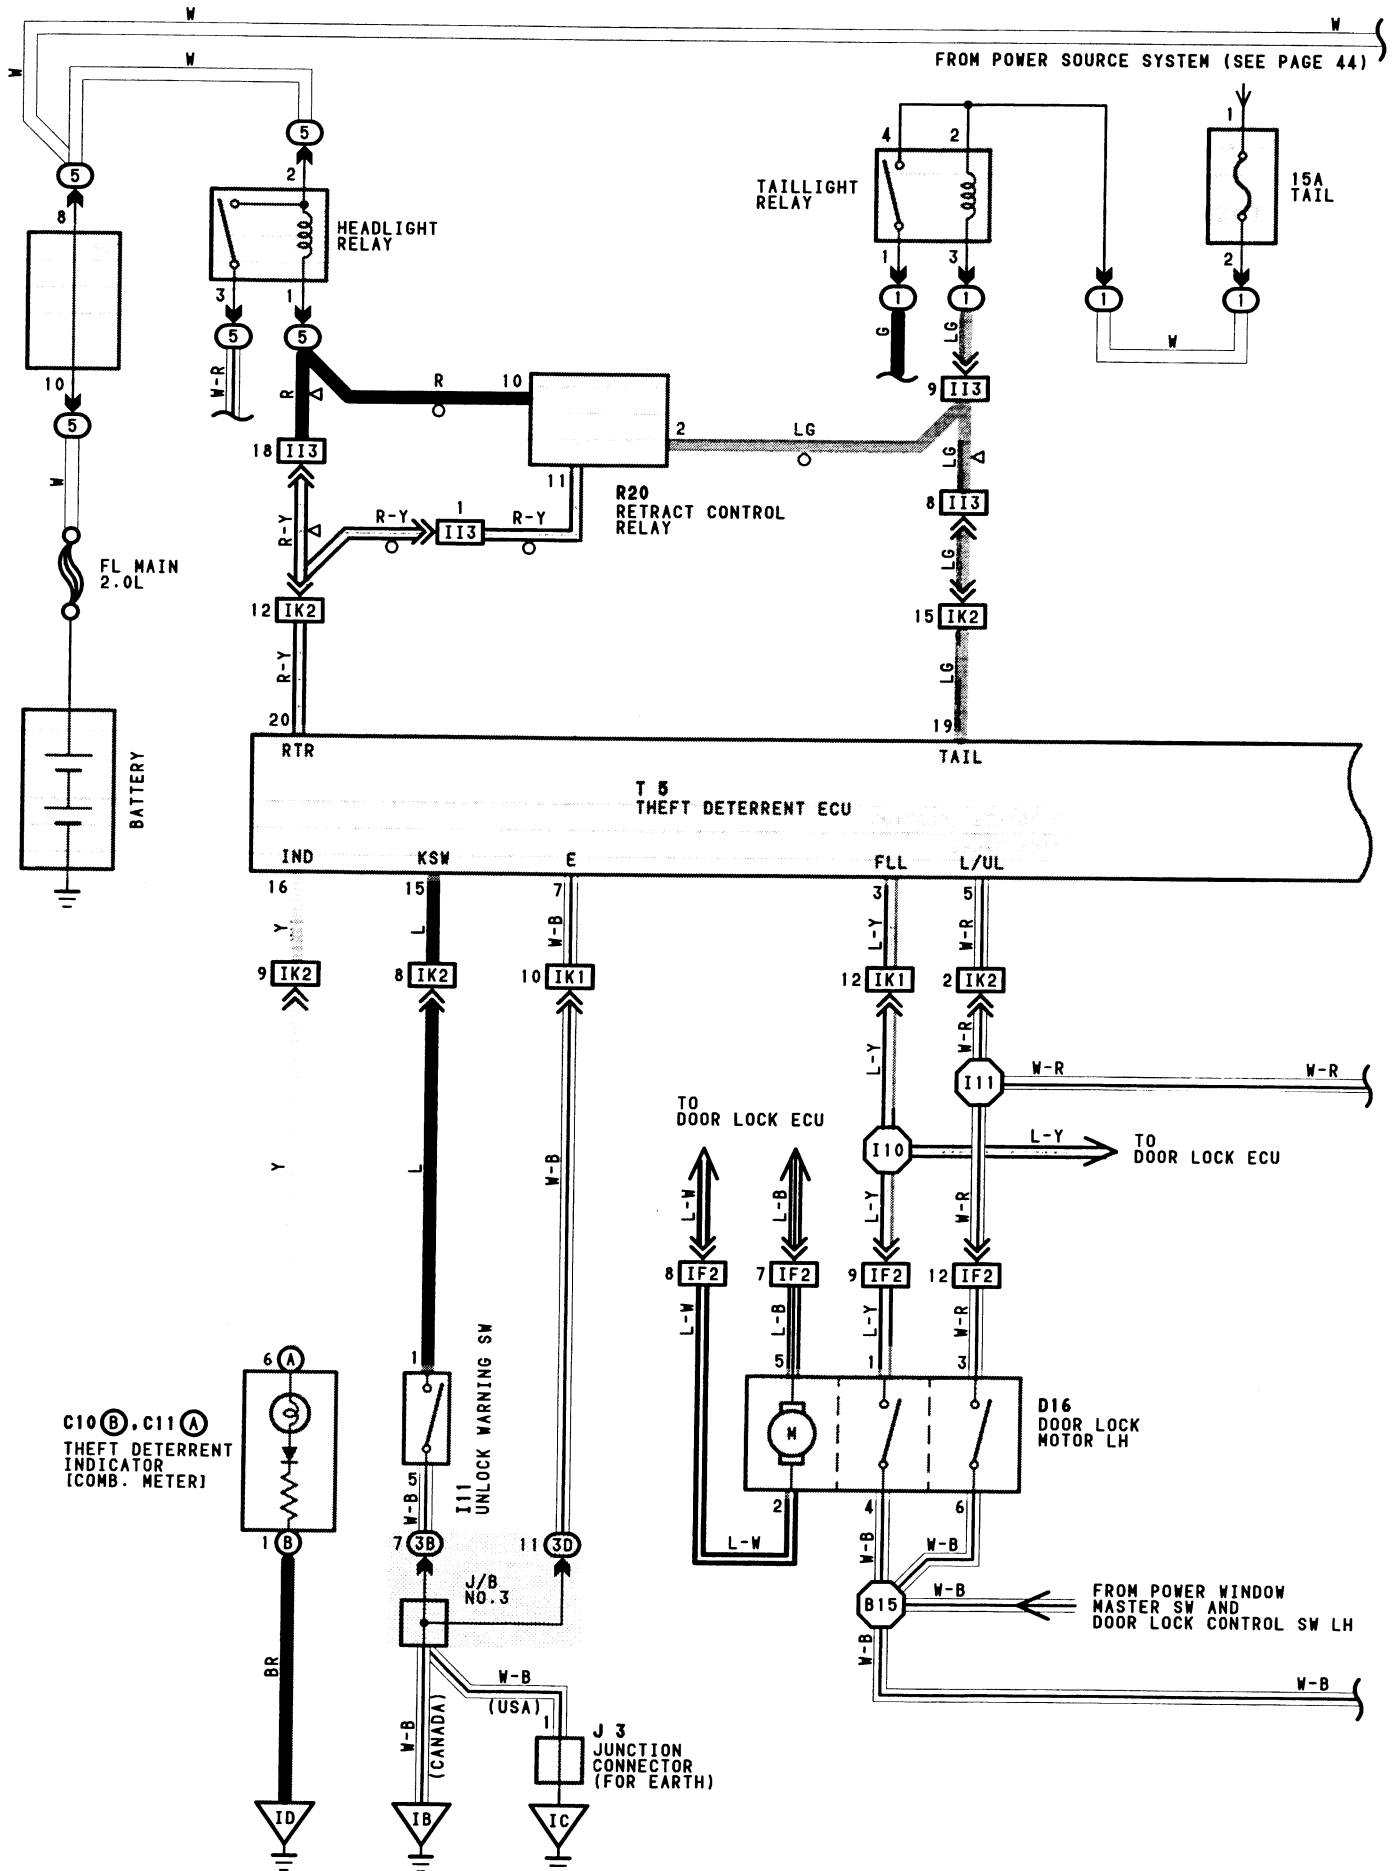 W
W
W
W
FROM POWER SOURCE SYSTEM (SEE PAGE 44)
5
5
8
2
HEADLIGHT
RELAY
3
1
5
5
10
5
W-R
R
R
10
18 II3
W
FL MAIN
2.0L
R-Y
R-Y
1
II3
R-Y
11
2
LG
R20
RETRACT CONTROL
RELAY
12 IK2
R-Y
20
4
2
TAILLIGHT
RELAY
1
3
1
1
1
1
1
15A
TAIL
2
W
G
LG
9 II3
LG
8 II3
LG
15 IK2
LG
19
BATTERY
RTR
TAIL
T 5
THEFT DETERRENT ECU
IND
KSW
E
FLL
L/UL
16
15
7
3
5
Y
L
W-B
L-Y
W-R
9 IK2
8 IK2
10 IK1
12 IK1
2 IK2
L-Y
W-R
I11
W-R
W-R
TO
DOOR LOCK ECU
I10
L-Y
TO
DOOR LOCK ECU
Y
L
W-B
L-W
L-B
L-Y
W-R
8 IF2
7 IF2
9 IF2
12 IF2
L-W
L-B
L-Y
W-R
5
1
3
M
D16
DOOR LOCK
MOTOR LH
2
4
6
L-W
W-B
W-B
B15
W-B
FROM POWER WINDOW
MASTER SW AND
DOOR LOCK CONTROL SW LH
W-B
W-B
6 A
C10 B, C11 A
THEFT DETERRENT
INDICATOR
[COMB. METER]
1 B
BR
1
I11
UNLOCK WARNING SW
5
W-B
7 3B
11 3D
J/B
NO.3
W-B
(USA)
W-B
(CANADA)
1
J 3
JUNCTION
CONNECTOR
(FOR EARTH)
ID
IB
IC